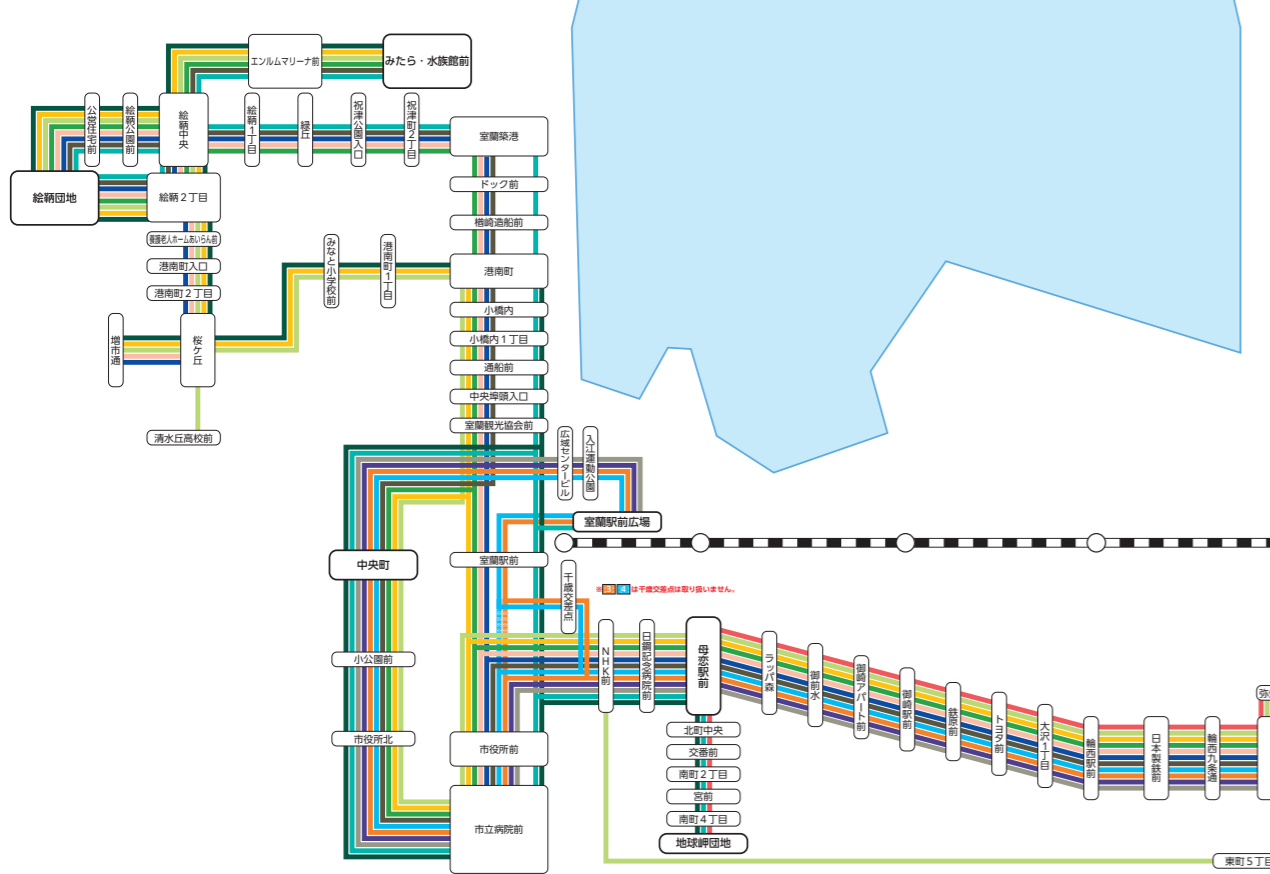 エンルムマリーナ前
みたら・水族館前
公営住宅前
絵鞆公園前
絵鞆中央
絵鞆1丁目
緑丘
祝津公園入口
祝津町2丁目
室蘭築港
絵鞆団地
絵鞆2丁目
ドック前
楢崎造船前
養護老人ホームあいらん前
港南町入口
港南町2丁目
みなと小学校前
港南町1丁目
港南町
増市通
桜ケ丘
小橋内
小橋内1丁目
通船前
中央埠頭入口
室蘭観光協会前
清水丘高校前
広域センタービル
入江運動公園
室蘭駅前広場
中央町
室蘭駅前
千歳交差点
※ 3 4 は千歳交差点は取り扱いません。
小公園前
NHK前
日鋼記念病院前
母恋駅前
ラッパ森
御前水
御崎アパート前
御崎駅前
鉄原前
トヨタ前
大沢1丁目
輪西駅前
日本製鉄前
輪西九条通
市役所北
市役所前
北町中央
交番前
南町2丁目
宮前
南町4丁目
地球岬団地
市立病院前
東町5丁目